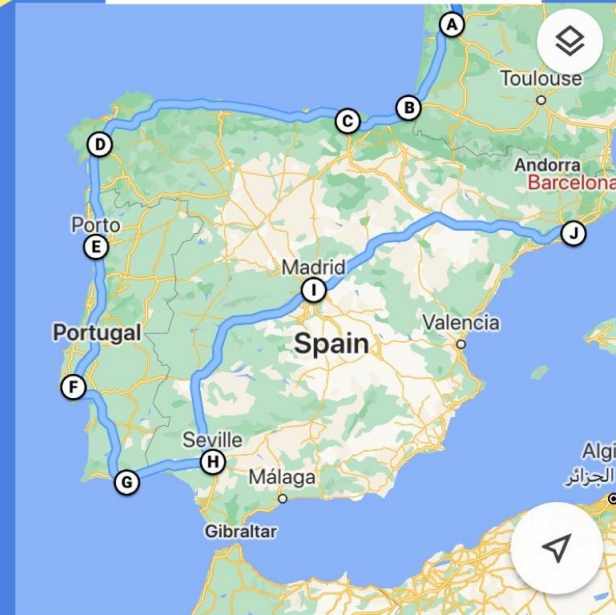 A
Toulouse
B
C
D
Andorra
Barcelona
Porto
J
E
Madrid
I
Valencia
Portugal
Spain
F
Seville
H
Málaga
G
Algi
الجزائر
Gibraltar